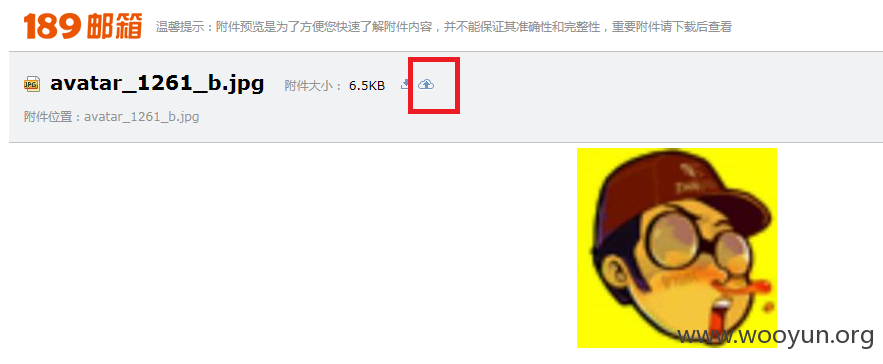 189邮箱 温馨提示：附件预览是为了方便您快速了解附件内容，并不能保证其准确性和完整性，重要附件请下载后查看
JPG avatar_1261_b.jpg 附件大小： 6.5KB
附件位置：avatar_1261_b.jpg
www.wooyun.org